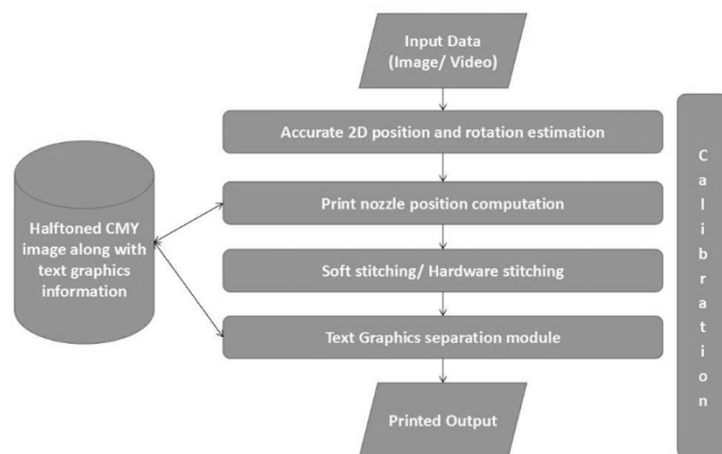 Input Data
(Image/ Video)
Accurate 2D position and rotation estimation
Print nozzle position computation
Soft stitching/ Hardware stitching
Text Graphics separation module
Printed Output
Halftoned CMY
image along with
text graphics
information
C
a
l
i
b
r
a
t
i
o
n